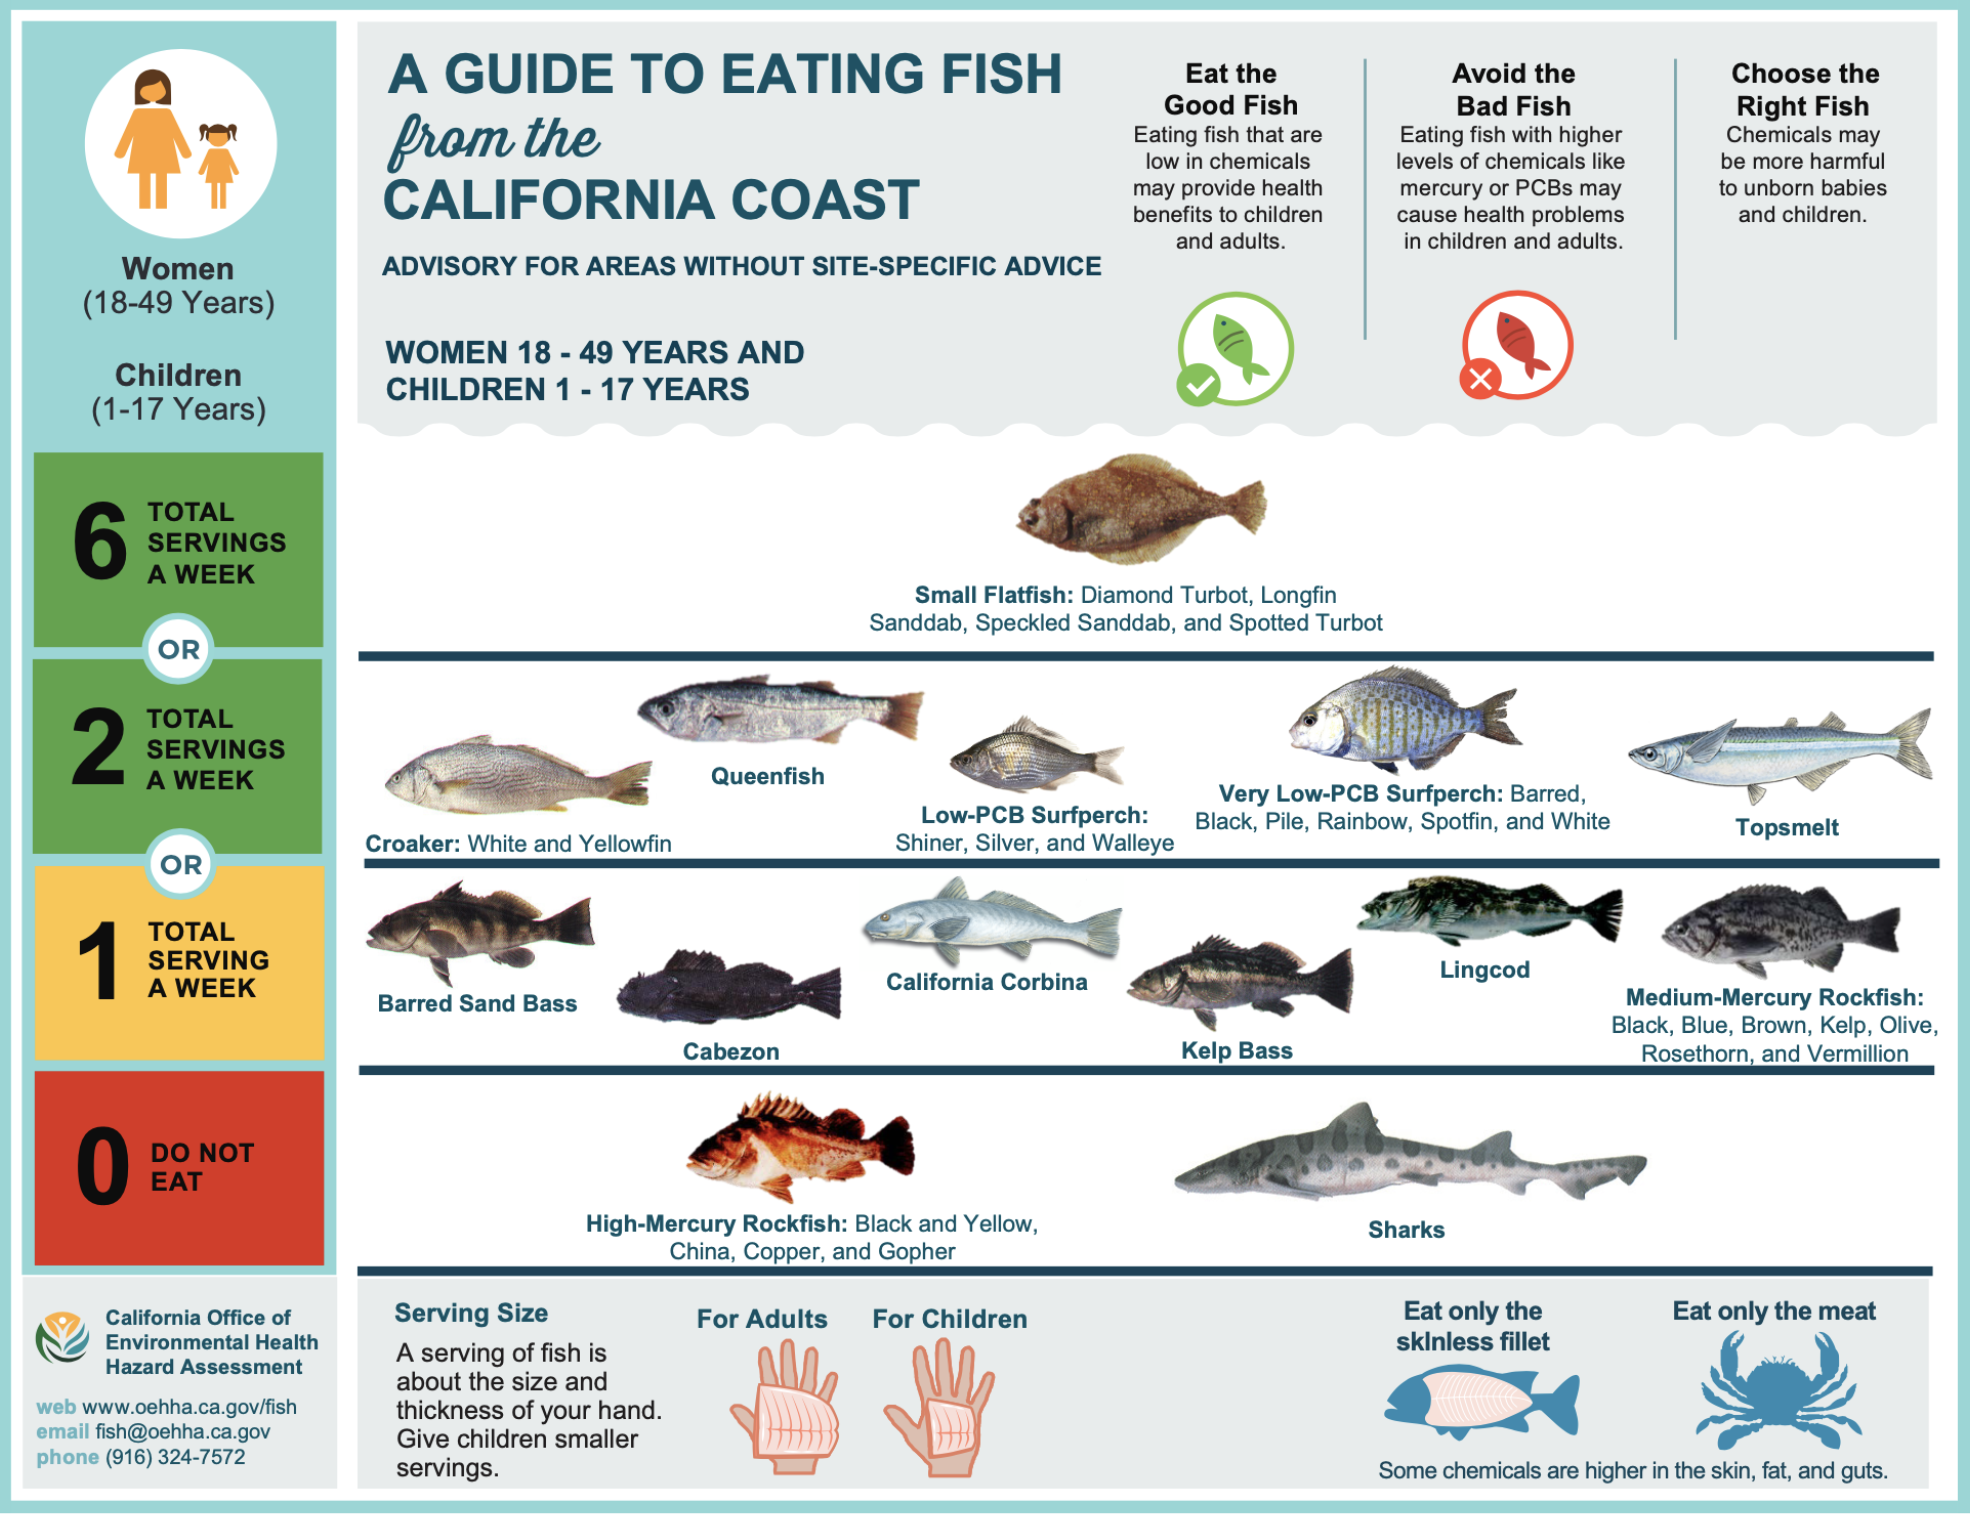 Women
(18-49 Years)
Children
(1-17 Years)
A GUIDE TO EATING FISH
from the
CALIFORNIA COAST
ADVISORY FOR AREAS WITHOUT SITE-SPECIFIC ADVICE
WOMEN 18 - 49 YEARS AND
CHILDREN 1 - 17 YEARS
Eat the
Good Fish
Eating fish that are
low in chemicals
may provide health
benefits to children
and adults.
Avoid the
Bad Fish
Eating fish with higher
levels of chemicals like
mercury or PCBs may
cause health problems
in children and adults.
Choose the
Right Fish
Chemicals may
be more harmful
to unborn babies
and children.
6 TOTAL
SERVINGS
A WEEK
Small Flatfish: Diamond Turbot, Longfin
Sanddab, Speckled Sanddab, and Spotted Turbot
OR
2 TOTAL
SERVINGS
A WEEK
Croaker: White and Yellowfin
Queenfish
Low-PCB Surfperch:
Shiner, Silver, and Walleye
Very Low-PCB Surfperch: Barred,
Black, Pile, Rainbow, Spotfin, and White
Topsmelt
OR
1 TOTAL
SERVING
A WEEK
Barred Sand Bass
Cabezon
California Corbina
Kelp Bass
Lingcod
Medium-Mercury Rockfish:
Black, Blue, Brown, Kelp, Olive,
Rosethorn, and Vermillion
0 DO NOT
EAT
High-Mercury Rockfish: Black and Yellow,
China, Copper, and Gopher
Sharks
California Office of
Environmental Health
Hazard Assessment
web www.oehha.ca.gov/fish
email fish@oehha.ca.gov
phone (916) 324-7572
Serving Size
A serving of fish is
about the size and
thickness of your hand.
Give children smaller
servings.
For Adults
For Children
Eat only the
skInless fillet
Eat only the meat
Some chemicals are higher in the skin, fat, and guts.